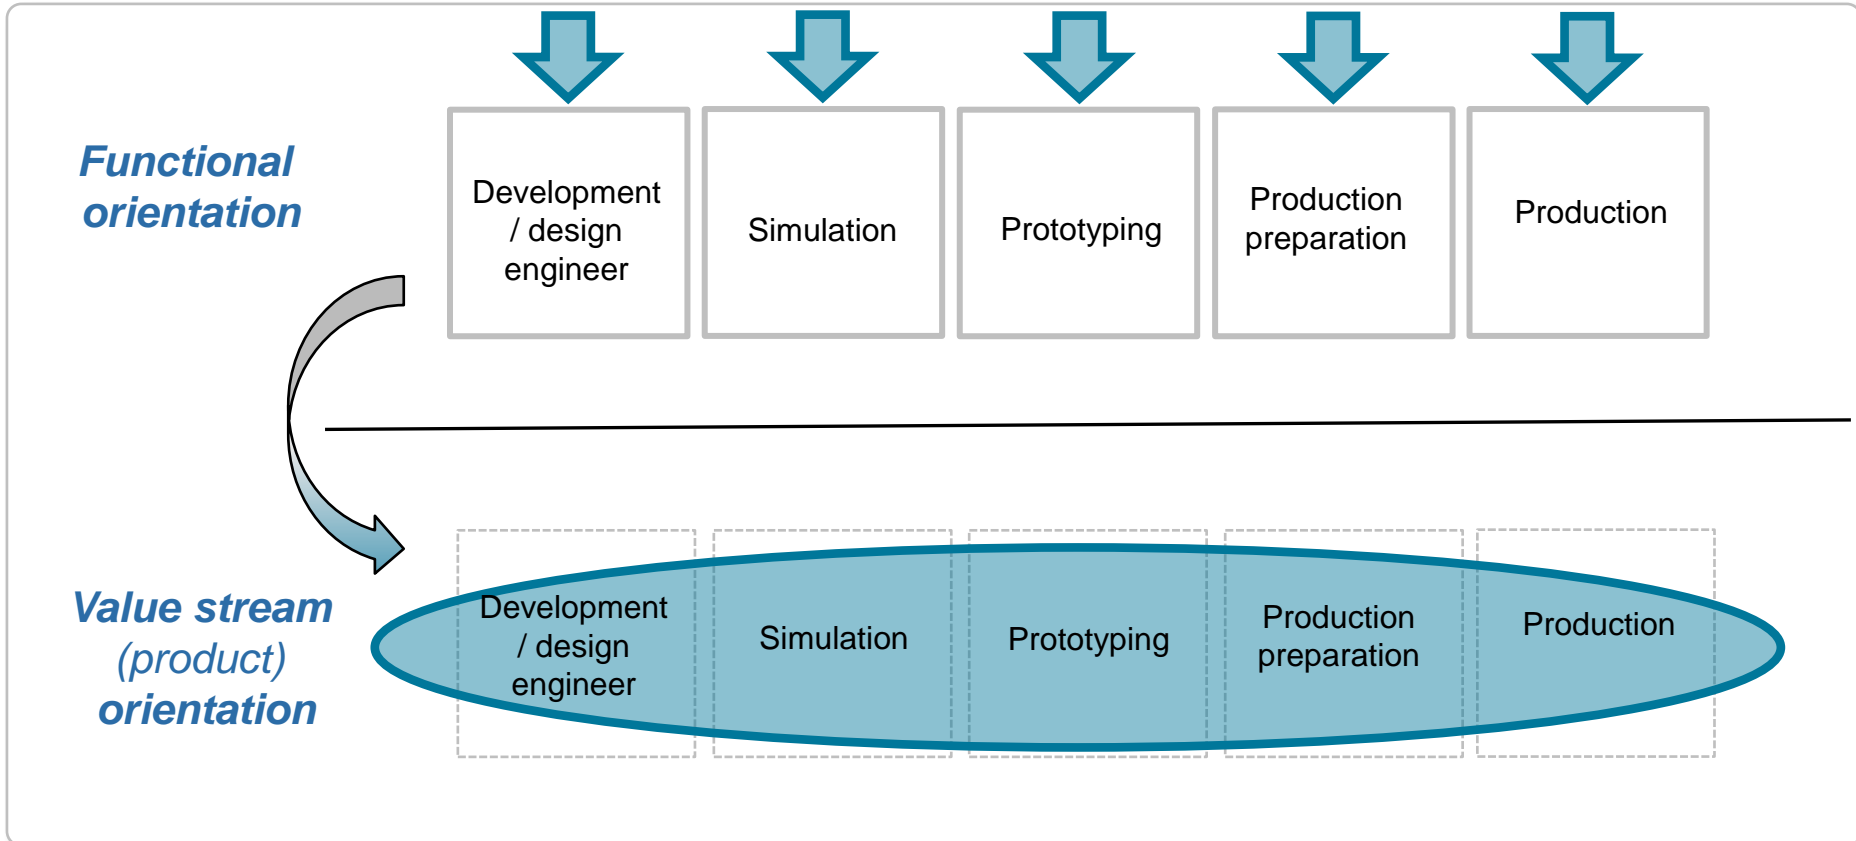 Functional
orientation
Development
/ design
engineer
Simulation
Prototyping
Production
preparation
Production
Value stream
(product)
orientation
Development
/ design
engineer
Simulation
Prototyping
Production
preparation
Production